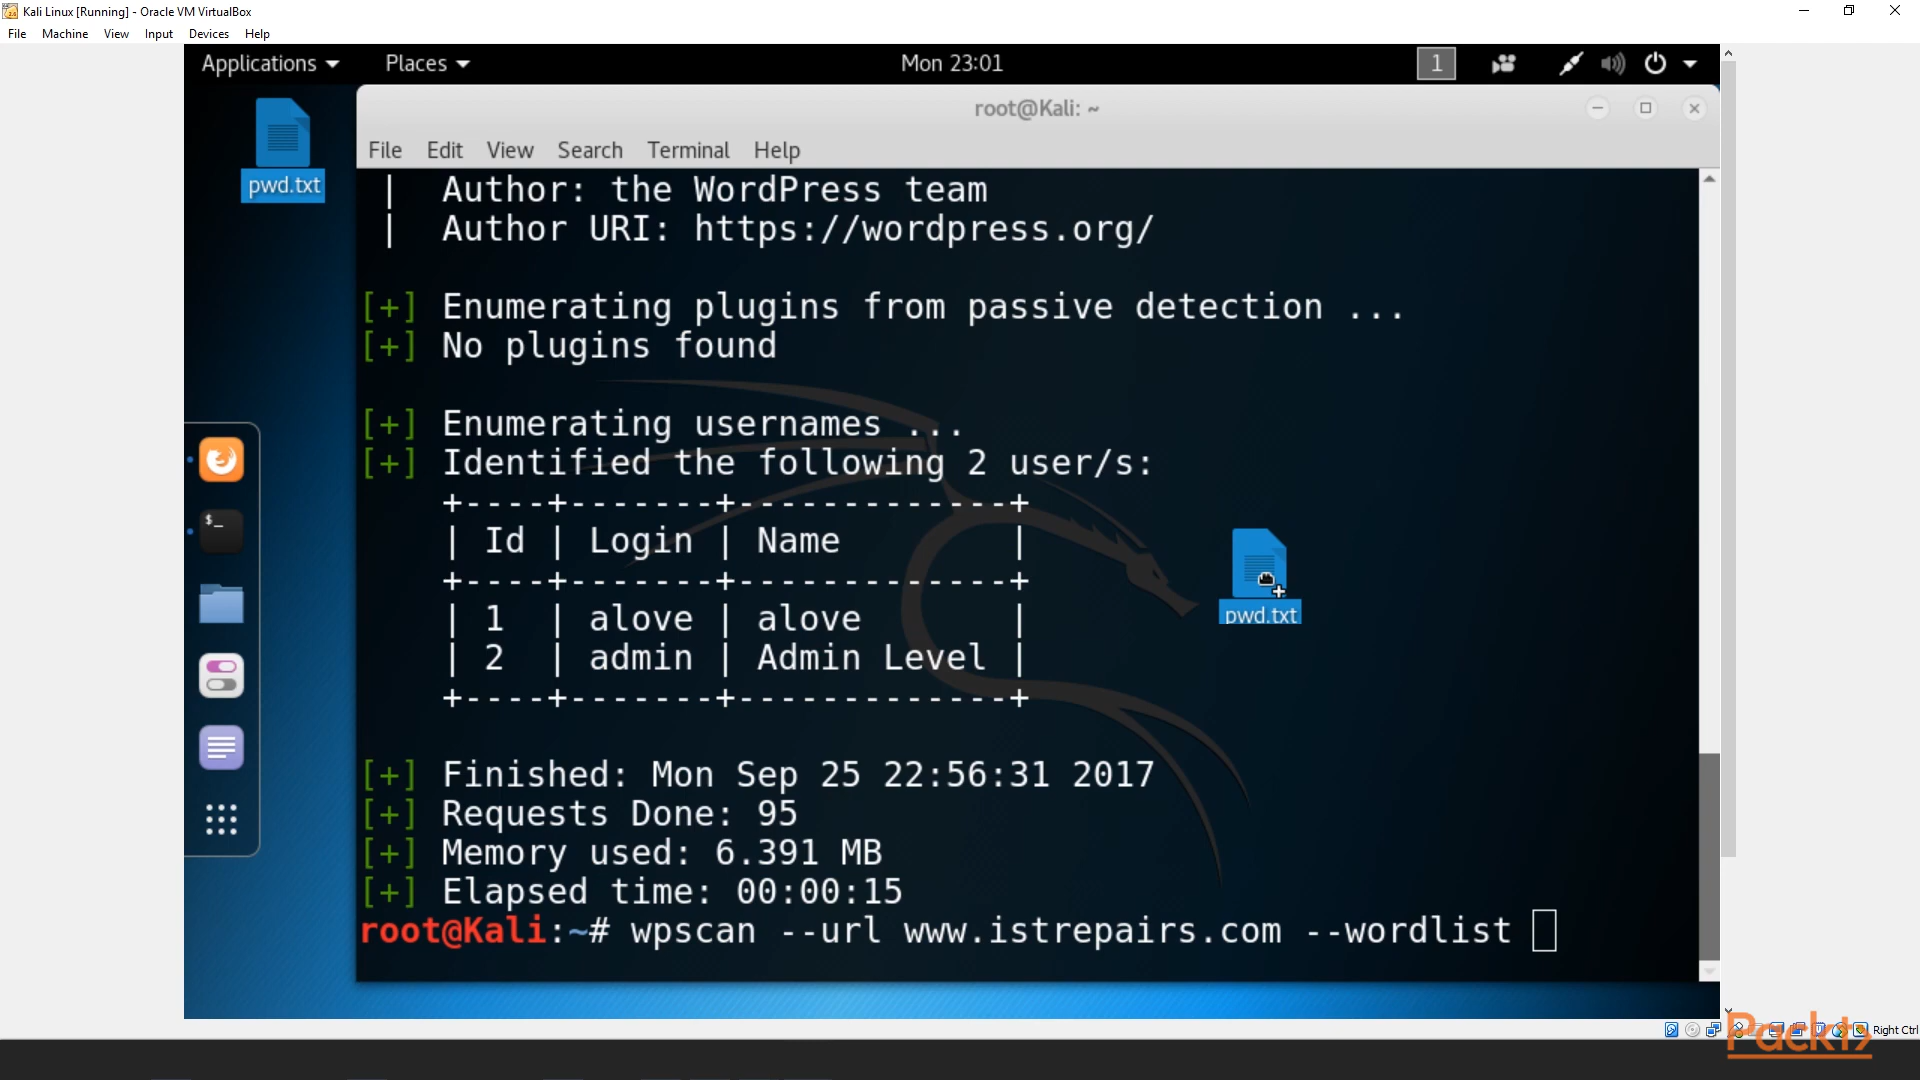 Kali Linux [Running] - Oracle VM VirtualBox
File Machine View Input Devices Help
Applications Places Mon 23:01 1
pwd.txt
root@Kali: ~
File Edit View Search Terminal Help
| Author: the WordPress team
| Author URI: https://wordpress.org/
[+] Enumerating plugins from passive detection ...
[+] No plugins found
[+] Enumerating usernames ...
[+] Identified the following 2 user/s:
+----+-------+-------------+
| Id | Login | Name        |
+----+-------+-------------+
| 1  | alove | alove       |
| 2  | admin | Admin Level |
+----+-------+-------------+
pwd.txt
[+] Finished: Mon Sep 25 22:56:31 2017
[+] Requests Done: 95
[+] Memory used: 6.391 MB
[+] Elapsed time: 00:00:15
root@Kali:~# wpscan --url www.istrepairs.com --wordlist
Right Ctrl
Packt>